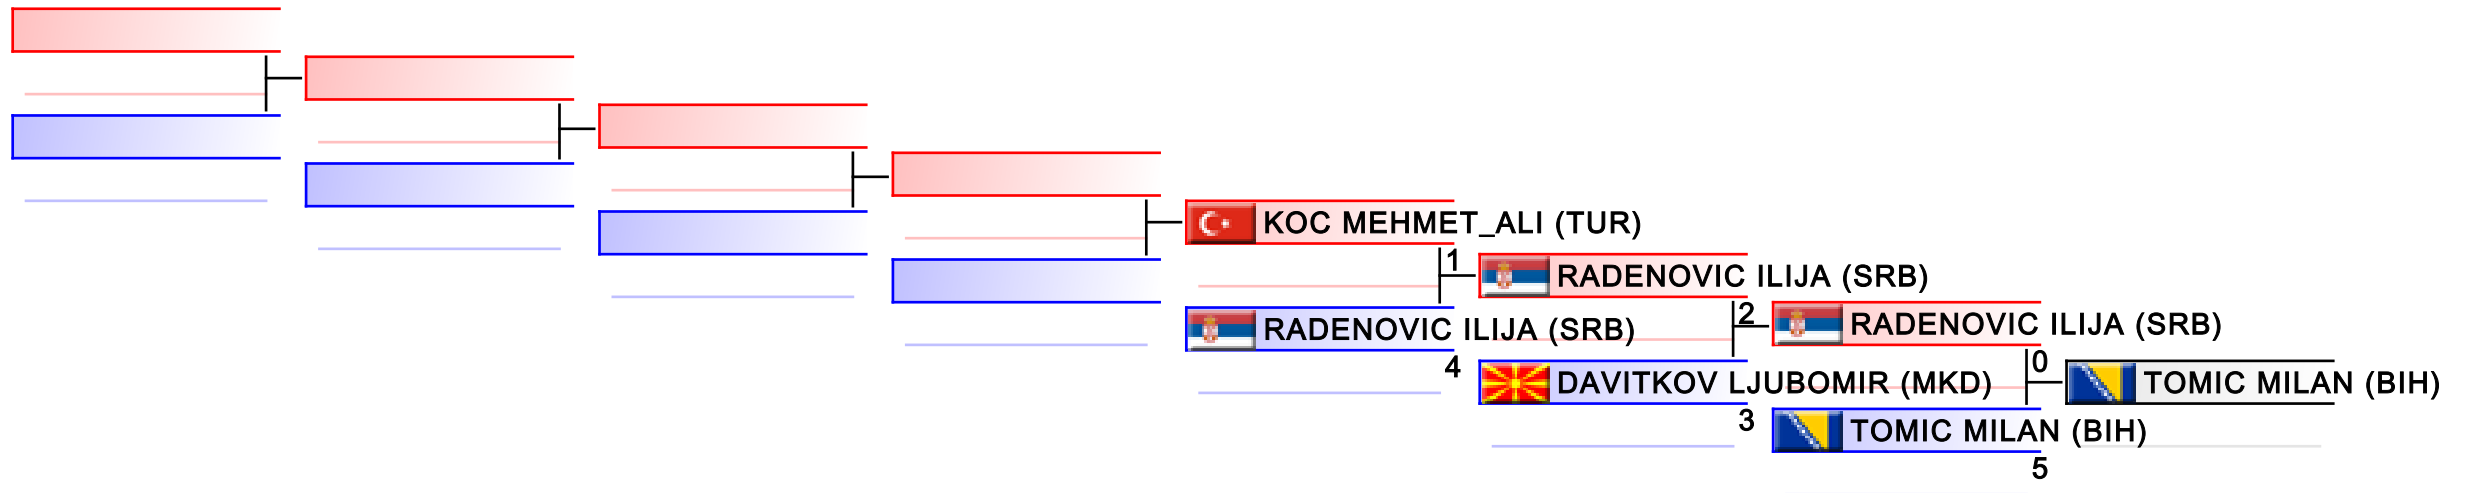 KOC MEHMET_ALI (TUR)
1
RADENOVIC ILIJA (SRB)
4
RADENOVIC ILIJA (SRB)
2
DAVITKOV LJUBOMIR (MKD)
3
RADENOVIC ILIJA (SRB)
0
TOMIC MILAN (BIH)
5
TOMIC MILAN (BIH)